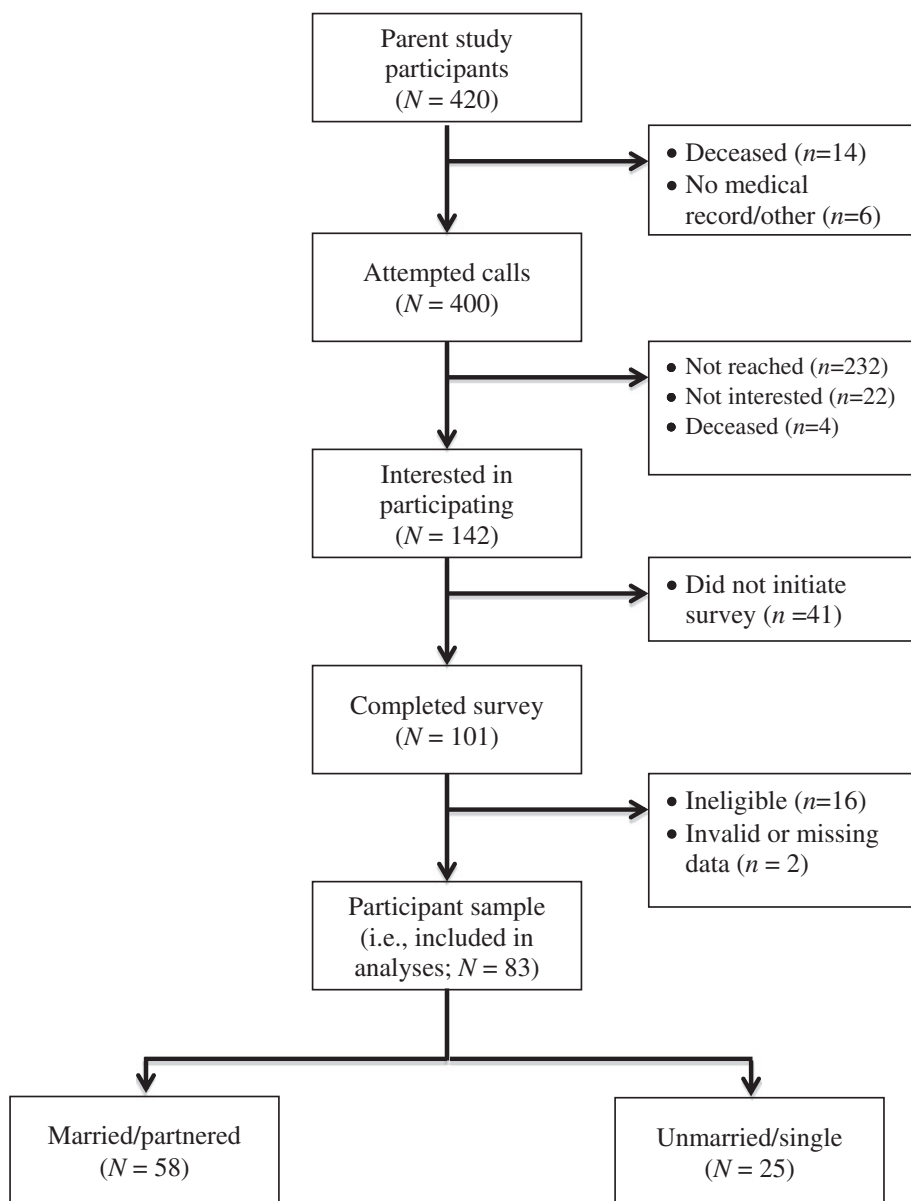 Parent study
participants
(N = 420)
• Deceased (n=14)
• No medical
record/other (n=6)
Attempted calls
(N = 400)
• Not reached (n=232)
• Not interested (n=22)
• Deceased (n=4)
Interested in
participating
(N = 142)
• Did not initiate
survey (n =41)
Completed survey
(N = 101)
• Ineligible (n=16)
• Invalid or missing
data (n = 2)
Participant sample
(i.e., included in
analyses; N = 83)
Married/partnered
(N = 58)
Unmarried/single
(N = 25)